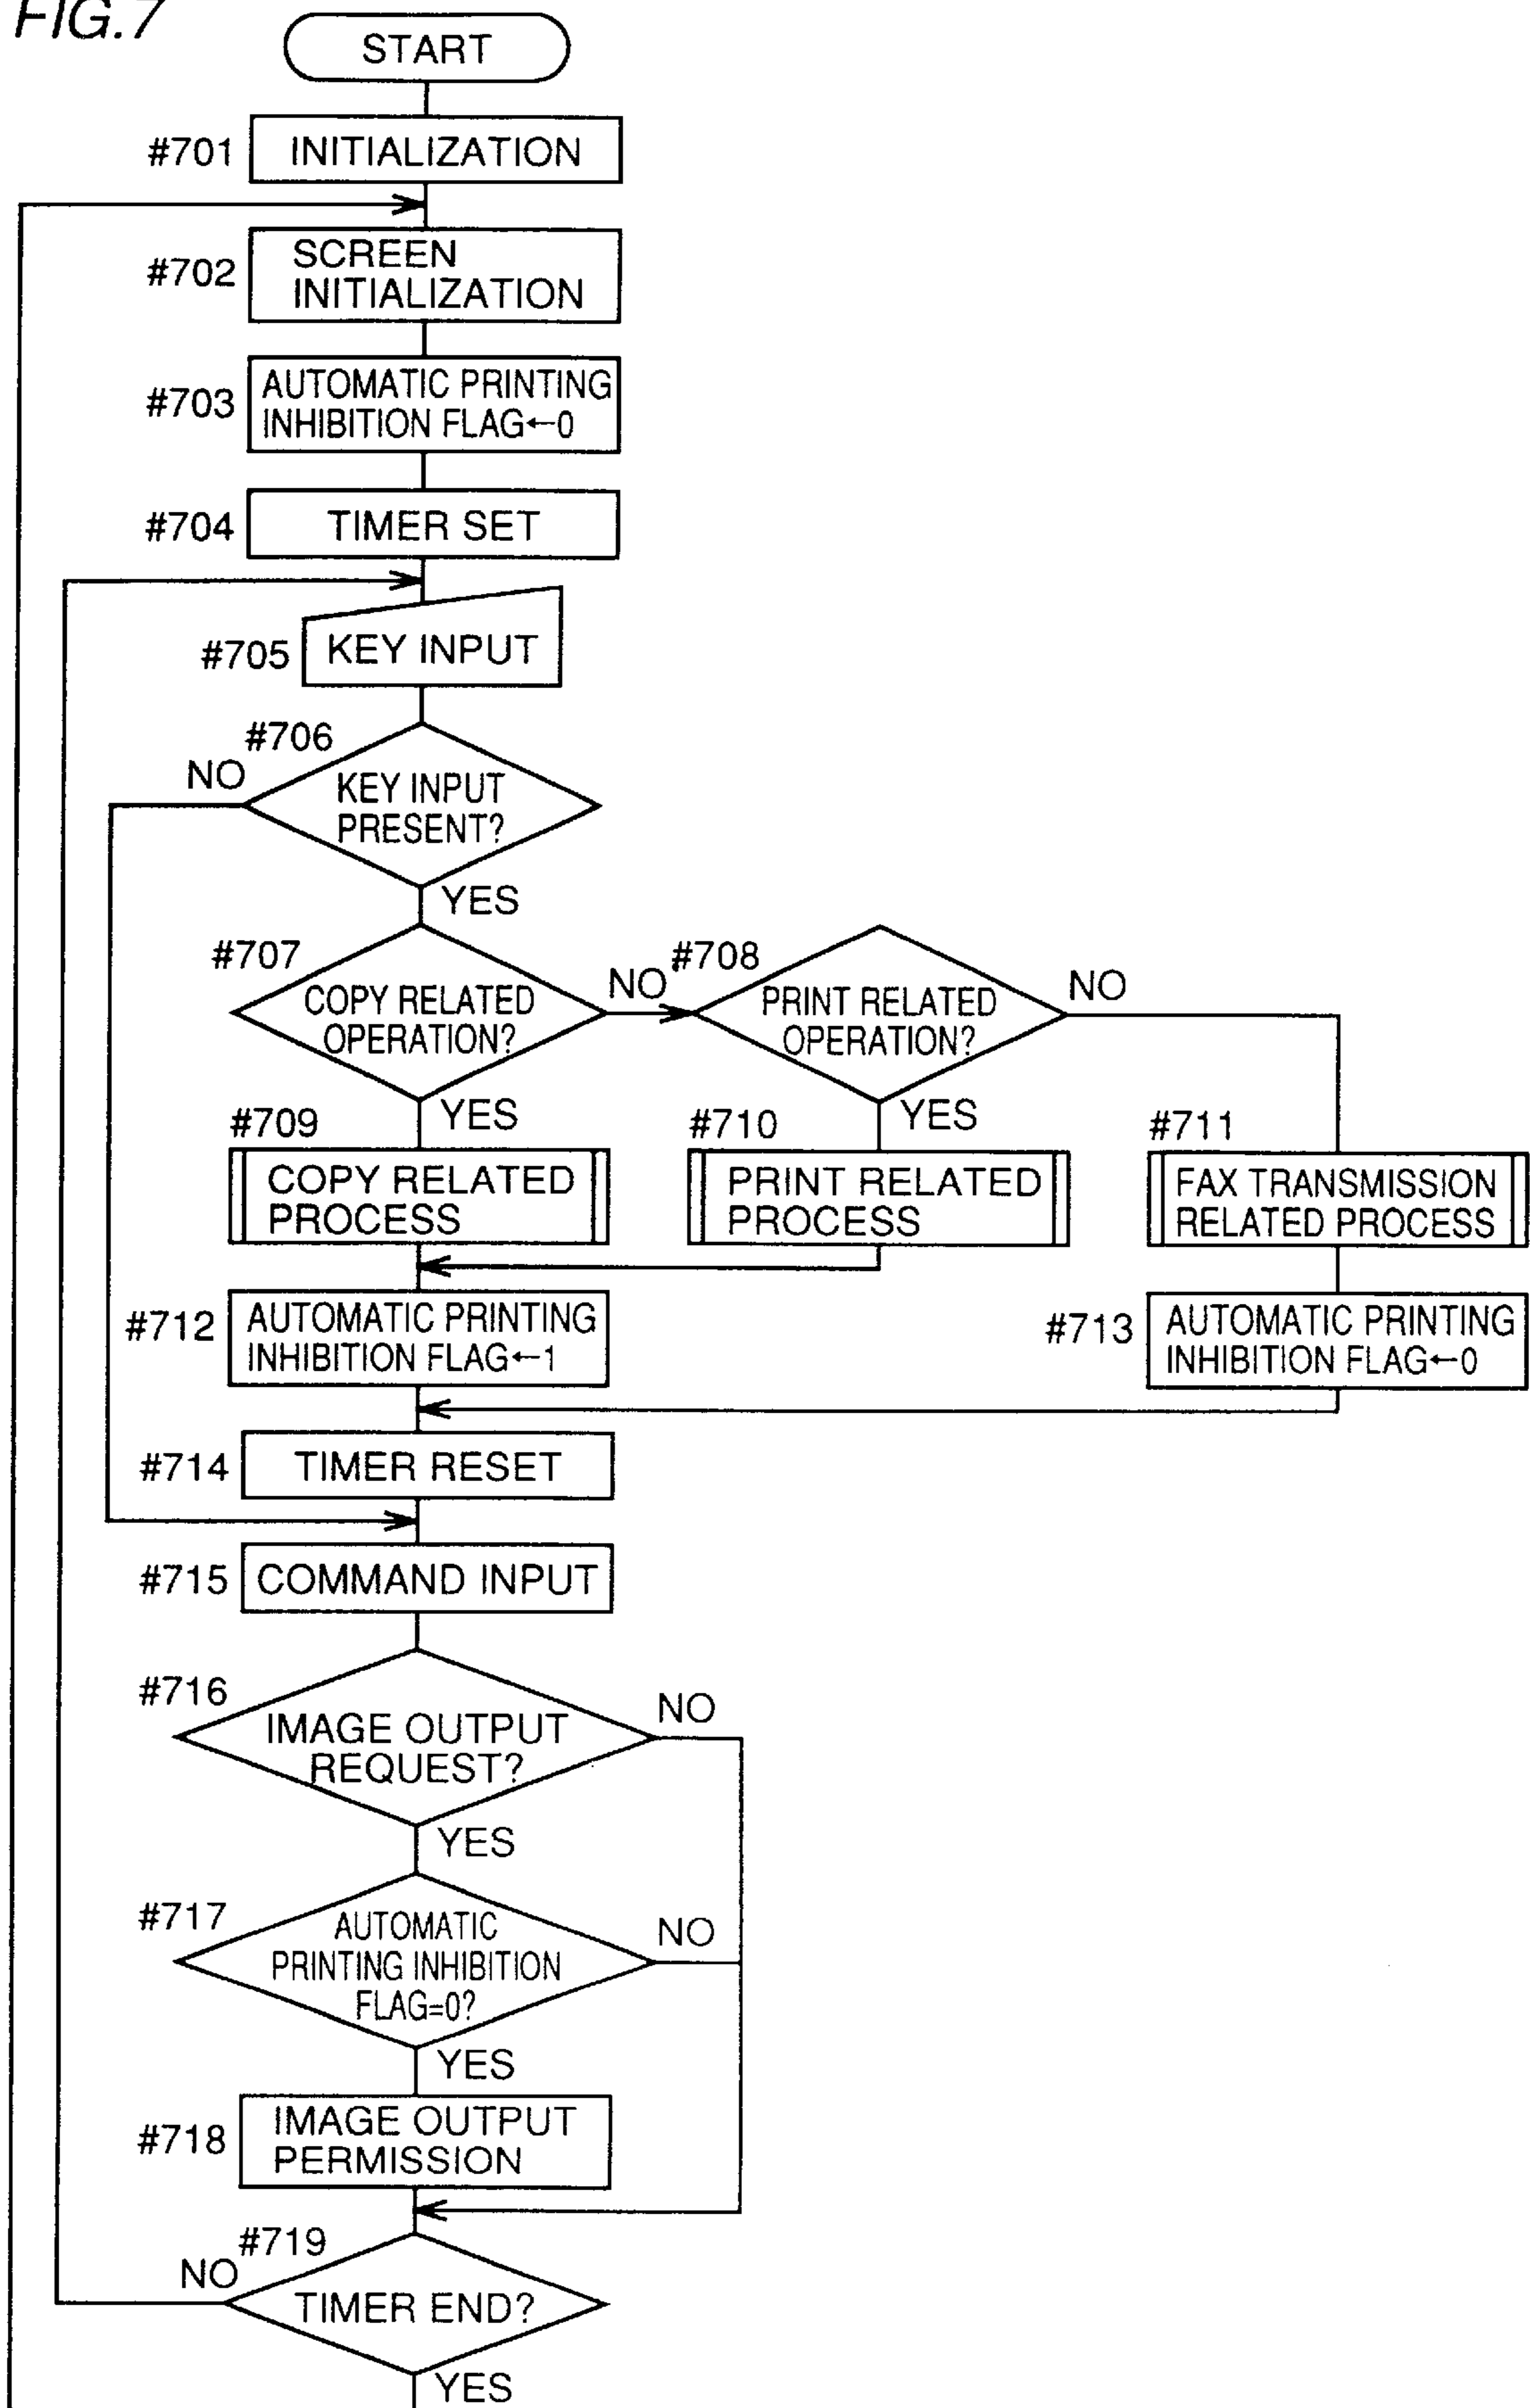 FIG.7
START
#701
INITIALIZATION
#702
SCREEN
INITIALIZATION
#703
AUTOMATIC PRINTING
INHIBITION FLAG←0
#704
TIMER SET
#705
KEY INPUT
#706
NO
KEY INPUT
PRESENT?
YES
#707
COPY RELATED
OPERATION?
NO
#708
PRINT RELATED
OPERATION?
NO
YES
YES
#709
COPY RELATED
PROCESS
#710
PRINT RELATED
PROCESS
#711
FAX TRANSMISSION
RELATED PROCESS
#712
AUTOMATIC PRINTING
INHIBITION FLAG←1
#713
AUTOMATIC PRINTING
INHIBITION FLAG←0
#714
TIMER RESET
#715
COMMAND INPUT
#716
IMAGE OUTPUT
REQUEST?
NO
YES
#717
AUTOMATIC
PRINTING INHIBITION
FLAG=0?
NO
YES
#718
IMAGE OUTPUT
PERMISSION
#719
NO
TIMER END?
YES